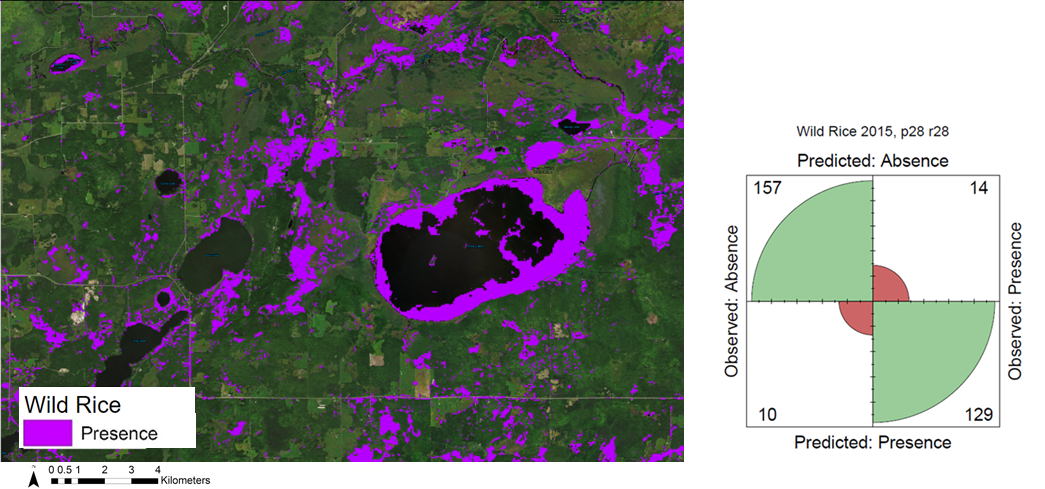 Wild Rice
Presence
N
0 0.5 1 2 3 4
Kilometers
Wild Rice 2015, p28 r28
Predicted: Absence
157
14
Observed: Absence
Observed: Presence
10
129
Predicted: Presence